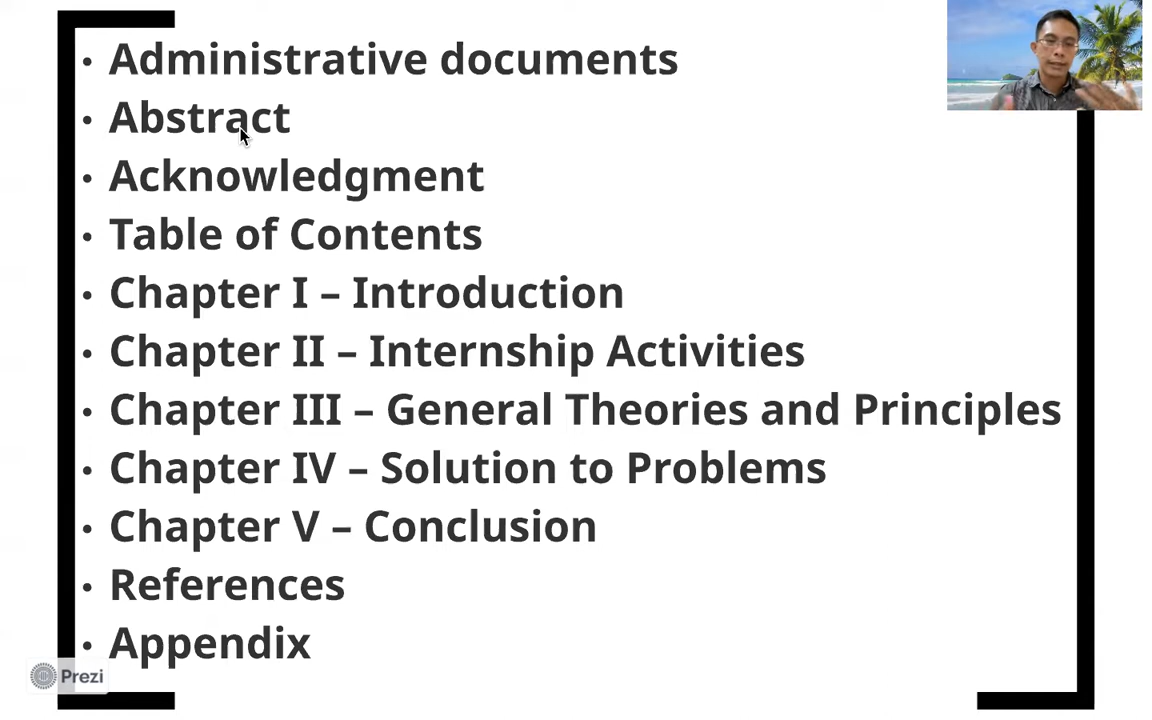 • Administrative documents
• Abstract
• Acknowledgment
• Table of Contents
• Chapter I – Introduction
• Chapter II – Internship Activities
• Chapter III – General Theories and Principles
• Chapter IV – Solution to Problems
• Chapter V – Conclusion
• References
• Appendix
Prezi